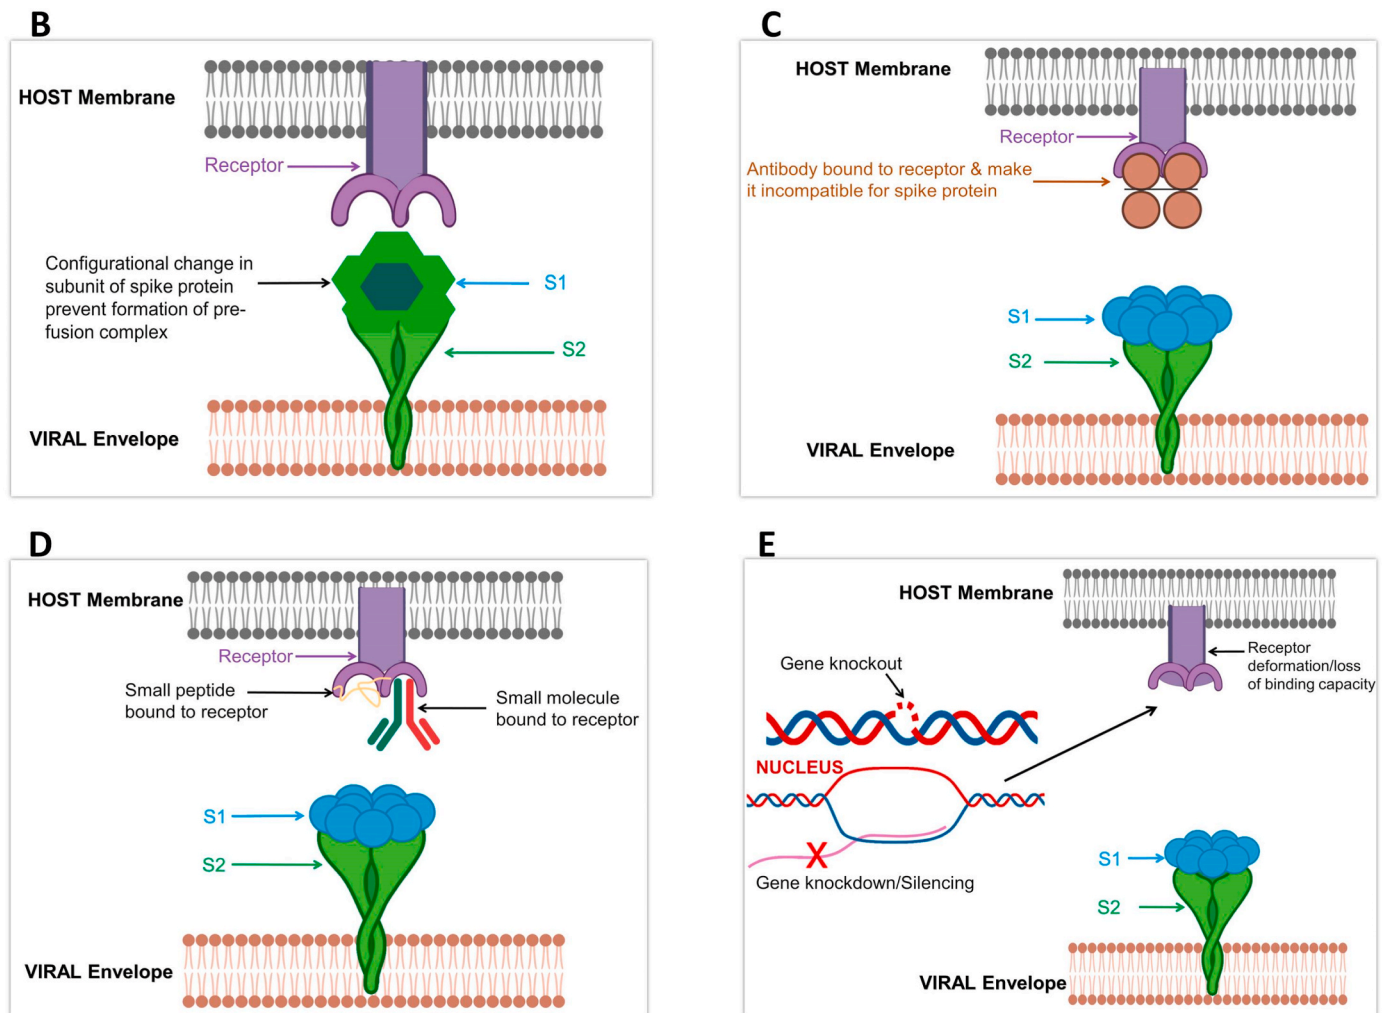 B
HOST Membrane
Receptor
Configurational change in
subunit of spike protein
prevent formation of pre-
fusion complex
S1
S2
VIRAL Envelope
C
HOST Membrane
Receptor
Antibody bound to receptor & make
it incompatible for spike protein
S1
S2
VIRAL Envelope
D
HOST Membrane
Receptor
Small peptide
bound to receptor
Small molecule
bound to receptor
S1
S2
VIRAL Envelope
E
HOST Membrane
Receptor
deformation/loss
of binding capacity
Gene knockout
NUCLEUS
X
Gene knockdown/Silencing
S1
S2
VIRAL Envelope